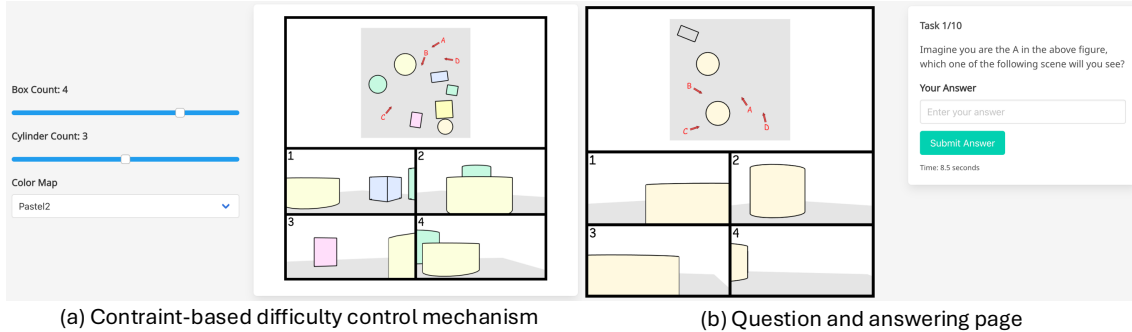 Box Count: 4
Cylinder Count: 3
Color Map
Pastel2
A
B
D
C
1
2
3
4
(a) Contraint-based difficulty control mechanism
B
A
C
D
1
2
3
4
Task 1/10
Imagine you are the A in the above figure,
which one of the following scene will you see?
Your Answer
Enter your answer
Submit Answer
Time: 8.5 seconds
(b) Question and answering page